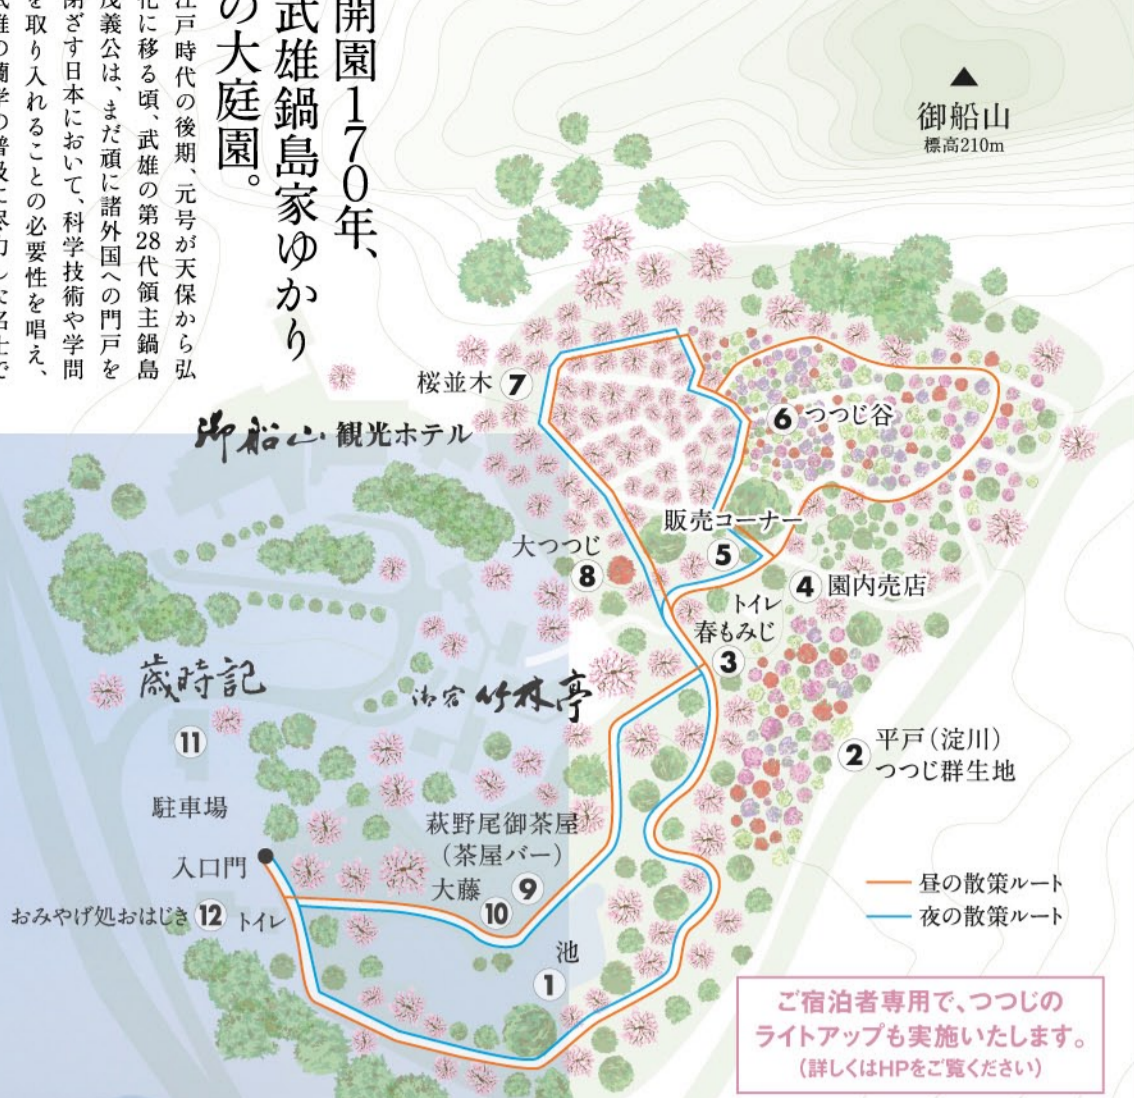 開園170年、
武雄鍋島家ゆかり
の大庭園。
江戸時代の後期、元号が天保から弘
化に移る頃、武雄の第28代領主鍋島
茂義公は、まだ頑に諸外国への門戸を
閉ざす日本において、科学技術や学問
を取り入れることの必要性を唱え、
▲
御船山
標高210m
桜並木 7
御船山 観光ホテル
6 つつじ谷
販売コーナー
5
大つつじ
8
4 園内売店
トイレ
春もみじ
3
歳時記
御宿 竹林亭
11
2 平戸(淀川)
つつじ群生地
駐車場
萩野尾御茶屋
(茶屋バー)
9
入口門
大藤
10
おみやげ処おはじき 12 トイレ
池
1
昼の散策ルート
夜の散策ルート
ご宿泊者専用で、つつじの
ライトアップも実施いたします。
(詳しくはHPをご覧ください)